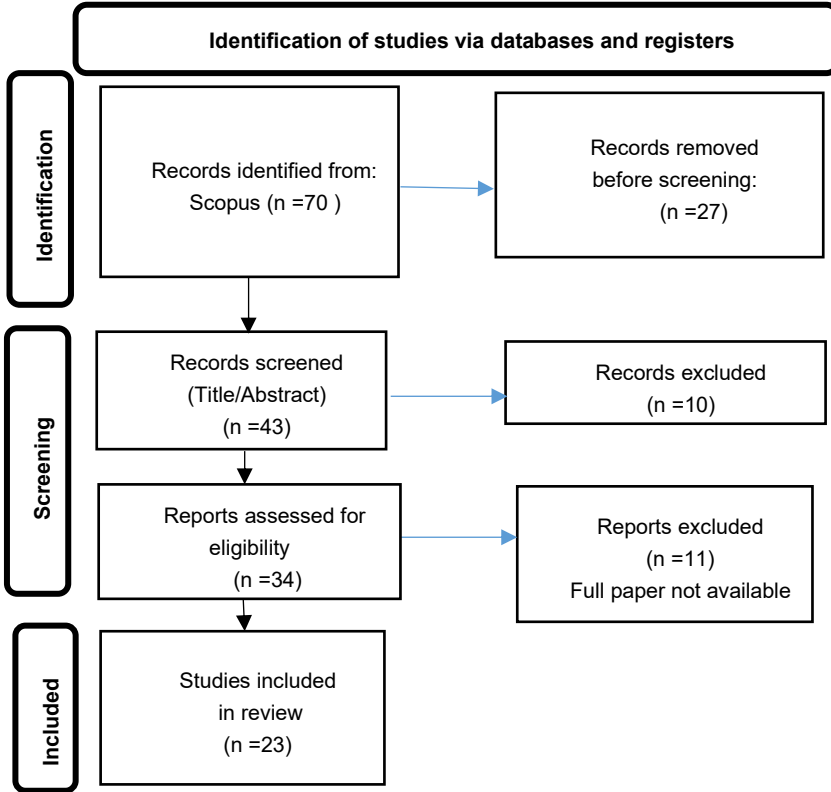 Identification of studies via databases and registers
Identification
Records identified from:
Scopus (n =70 )
Records removed
before screening:
(n =27)
Screening
Records screened
(Title/Abstract)
(n =43)
Records excluded
(n =10)
Reports assessed for
eligibility
(n =34)
Reports excluded
(n =11)
Full paper not available
Included
Studies included
in review
(n =23)